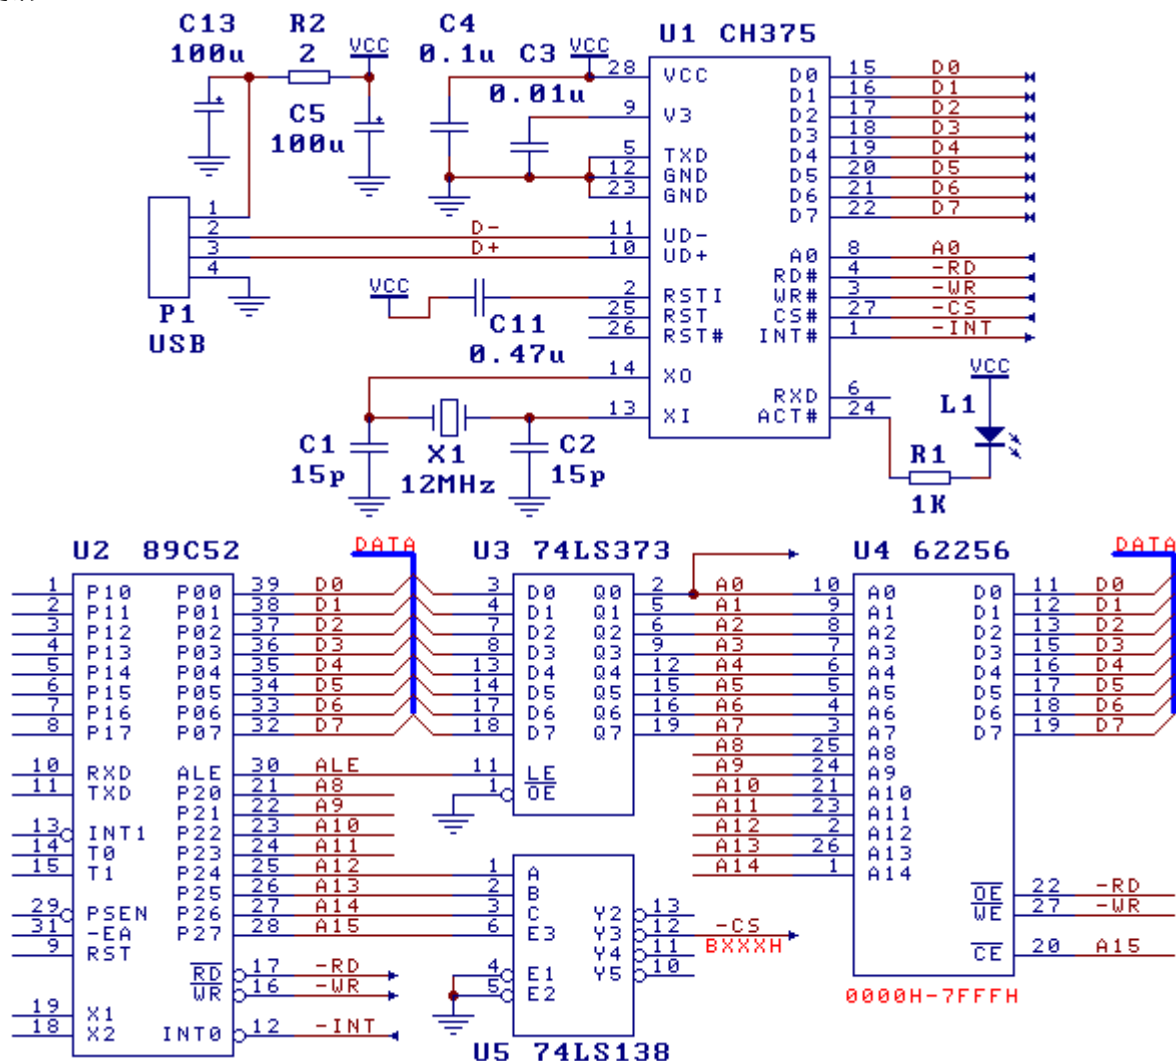 C13 R2 C4 U1 CH375
100u 2 VCC 0.1u C3 VCC
0.01u
C5
100u
28 VCC D0 15 D0
D1 16 D1
9 V3 D2 17 D2
D3 18 D3
5 TXD D4 19 D4
12 GND D5 20 D5
23 GND D6 21 D6
D7 22 D7
1
2 D- 11 UD-
3 D+ 10 UD+ A0 8 A0
4 RD# 4 -RD
VCC 2 RSTI WR# 3 -WR
P1 C11 25 RST CS# 27 -CS
USB 0.47u 26 RST# INT# 1 -INT
14 XO VCC
RXD 6
13 XI ACT# 24 L1
C1 X1 C2 R1
15p 12MHz 15p 1K
U2 89C52 DATA U3 74LS373 U4 62256 DATA
1 P10 P00 39 D0 3 D0 Q0 2 A0 10 A0 D0 11 D0
2 P11 P01 38 D1 4 D1 Q1 5 A1 9 A1 D1 12 D1
3 P12 P02 37 D2 7 D2 Q2 6 A2 8 A2 D2 13 D2
4 P13 P03 36 D3 8 D3 Q3 9 A3 7 A3 D3 15 D3
5 P14 P04 35 D4 13 D4 Q4 12 A4 6 A4 D4 16 D4
6 P15 P05 34 D5 14 D5 Q5 15 A5 5 A5 D5 17 D5
7 P16 P06 33 D6 17 D6 Q6 16 A6 4 A6 D6 18 D6
8 P17 P07 32 D7 18 D7 Q7 19 A7 3 A7 D7 19 D7
A8 25 A8
10 RXD ALE 30 ALE 11 LE A9 24 A9
11 TXD P20 21 A8 1 OE A10 21 A10
P21 22 A9 A11 23 A11
13 INT1 P22 23 A10 A12 2 A12
14 T0 P23 24 A11 A13 26 A13
15 T1 P24 25 A12 1 A A14 1 A14
P25 26 A13 2 B OE 22 -RD
29 PSEN P26 27 A14 3 C Y2 13 WE 27 -WR
31 -EA P27 28 A15 6 E3 Y3 12 -CS
9 RST Y4 11 BXXXH CE 20 A15
RD 17 -RD 4 E1 Y5 10
WR 16 -WR 5 E2 0000H-7FFFH
19 X1
18 X2 INT0 12 -INT
U5 74LS138